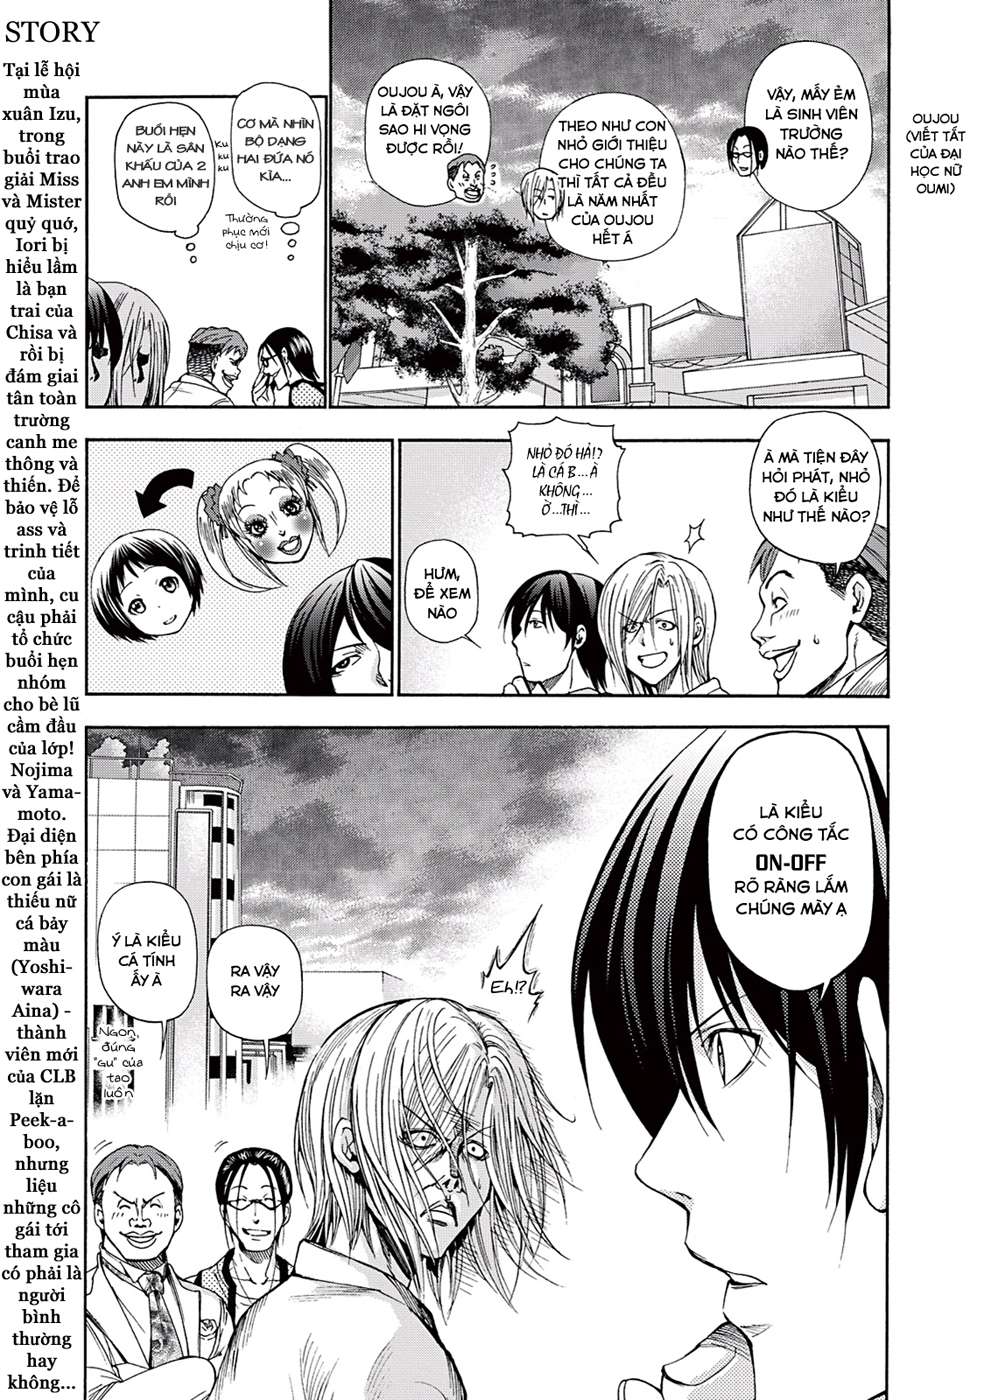 STORY
Tại lễ hội
mùa
xuân Izu,
trong
buổi trao
giải Miss
và Mister
quỷ quớ,
Iori bị
hiểu lầm
là bạn
trai của
Chisa và
rồi bị
đám giai
tân toàn
trường
canh me
thông và
thiến. Để
bảo vệ lỗ
ass và
trinh tiết
của
mình, cu
cậu phải
tổ chức
buổi hẹn
nhóm
cho bè lũ
cầm đầu
của lớp!
Nojima
và Yama-
moto.
Đại diện
bên phía
con gái là
thiếu nữ
cá bảy
màu
(Yoshi-
wara
Aina) -
thành
viên mới
của CLB
lặn
Peek-a-
boo,
nhưng
liệu
những cô
gái tới
tham gia
có phải là
người
bình
thường
hay
không...
OUJOU
(VIẾT TẮT
CỦA ĐẠI
HỌC NỮ
OUMI)
VẬY, MẤY ẺM
LÀ SINH VIÊN
TRƯỜNG
NÀO THẾ?
THEO NHƯ CON
NHỎ GIỚI THIỆU
CHO CHÚNG TA
THÌ TẤT CẢ ĐỀU
LÀ NĂM NHẤT
CỦA OUJOU
HẾT Á
OUJOU À, VẬY
LÀ ĐẶT NGÔI
SAO HI VỌNG
ĐƯỢC RỒI!
CƠ MÀ NHÌN
BỘ DẠNG
HAI ĐỨA NÓ
KÌA...
Thường
phục mới
chịu cơ!
KU
KU
KU
BUỔI HẸN
NÀY LÀ SÂN
KHẤU CỦA 2
ANH EM MÌNH
RỒI
À MÀ TIỆN ĐÂY
HỎI PHÁT, NHỎ
ĐÓ LÀ KIỂU
NHƯ THẾ NÀO?
NHỎ ĐÓ HẢ!?
LÀ CÁ B...À
KHÔNG...
Ờ...THÌ...
HƯM,
ĐỂ XEM
NÀO
LÀ KIỂU
CÓ CÔNG TẮC
ON-OFF
RÕ RÀNG LẮM
CHÚNG MÀY Ạ
Eh!?
RA VẬY
RA VẬY
Ý LÀ KIỂU
CÁ TÍNH
ẤY À
Ngon,
đúng
"gu" của
tao
luôn